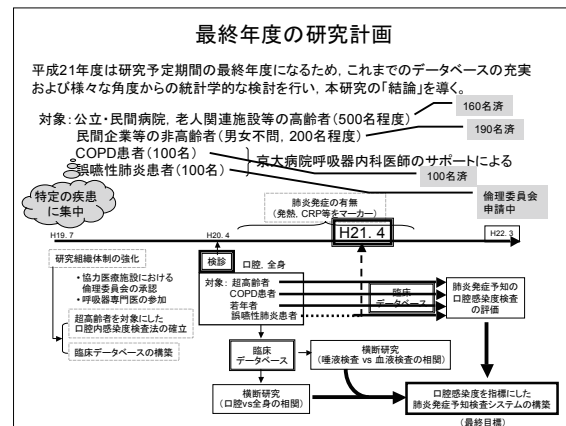 最終年度の研究計画
平成21年度は研究予定期間の最終年度になるため，これまでのデータベースの充実
および様々な角度からの統計学的な検討を行い，本研究の「結論」を導く。
160名済
対象：公立・民間病院，老人関連施設等の高齢者（500名程度）
190名済
民間企業等の非高齢者（男女不問，200名程度）
COPD患者（100名）
京大病院呼吸器内科医師のサポートによる
誤嚥性肺炎患者（100名）
100名済
倫理委員会
申請中
特定の疾患
に集中
肺炎発症の有無
（発熱，CRP等をマーカー）
H19. 7
H20. 4
H21. 4
H22. 3
研究組織体制の強化
・協力医療施設における
倫理委員会の承認
・呼吸器専門医の参加
超高齢者を対象にした
口腔内感染度検査法の確立
臨床データベースの構築
検診
口腔，全身
対象：超高齢者
COPD患者
若年者
誤嚥性肺炎患者
臨床
データベース
肺炎発症予知の
口腔感染度検査
の評価
臨床
データベース
横断研究
（唾液検査 vs 血液検査の相関）
横断研究
（口腔vs全身の相関）
口腔感染度を指標にした
肺炎発症予知検査システムの構築
（最終目標）